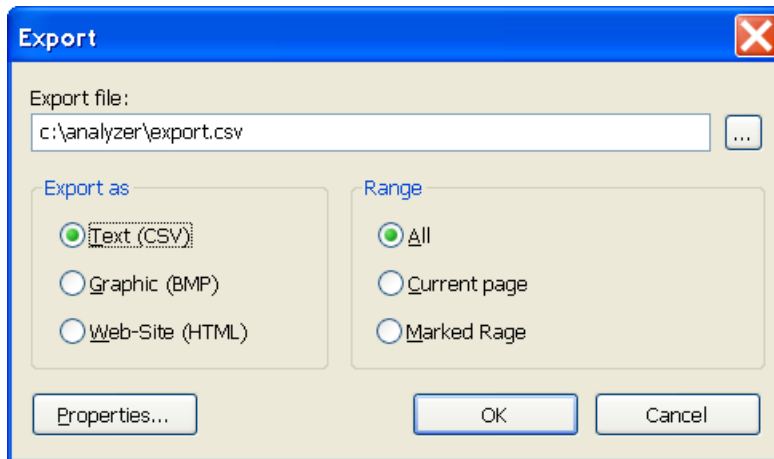 Export
Export file:
c:\analyzer\export.csv
...
Export as
Range
Text (CSV)
All
Graphic (BMP)
Current page
Web-Site (HTML)
Marked Rage
Properties...
OK
Cancel